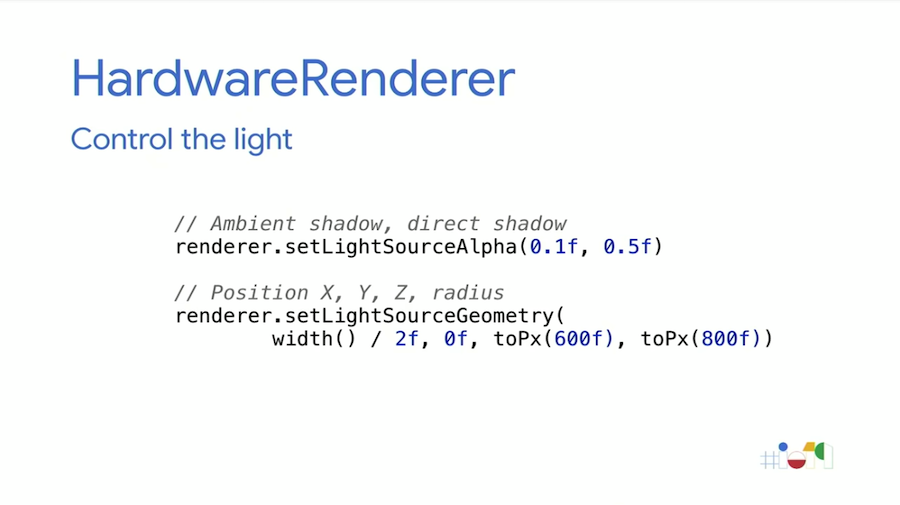 HardwareRenderer
Control the light
// Ambient shadow, direct shadow
renderer.setLightSourceAlpha(0.1f, 0.5f)
// Position X, Y, Z, radius
renderer.setLightSourceGeometry(
width() / 2f, 0f, toPx(600f), toPx(800f))
#io19